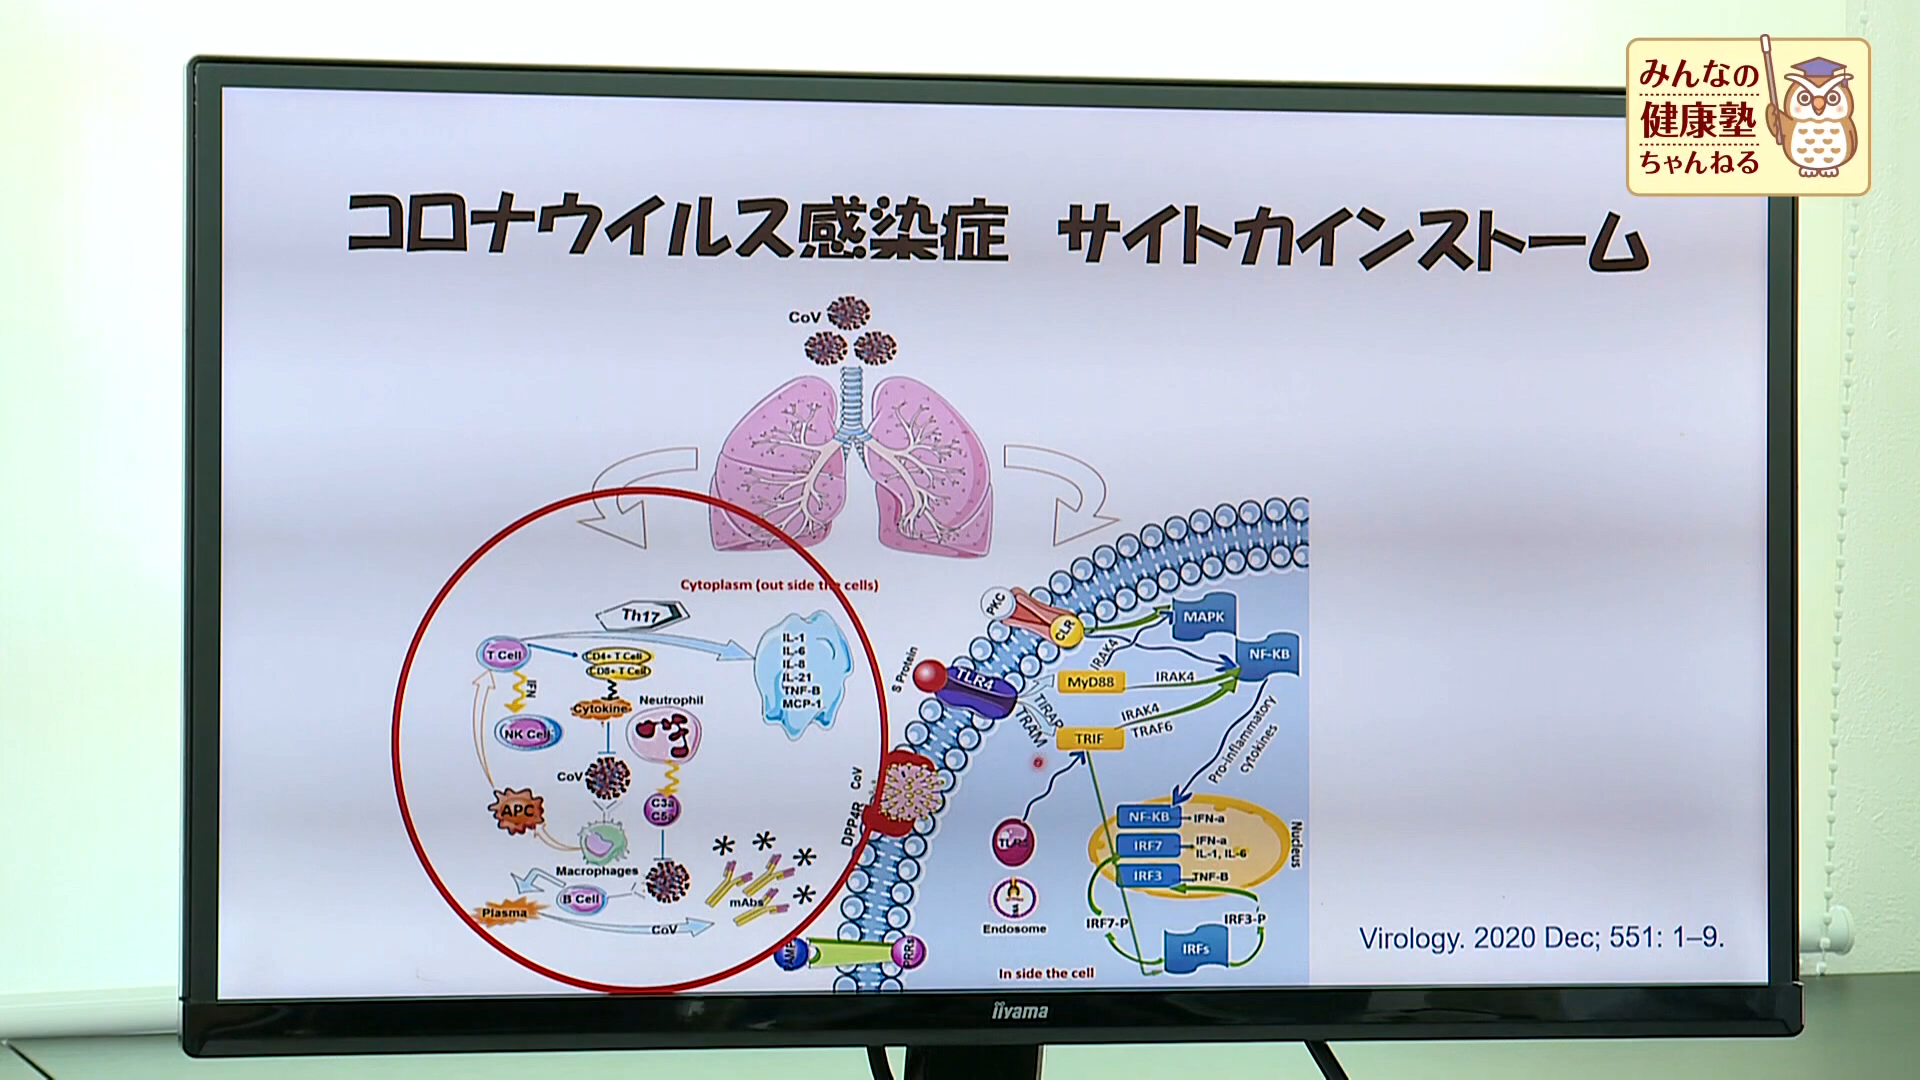 みんなの
健康塾
ちゃんねる
コロナウイルス感染症 サイトカインストーム
CoV
Cytoplasm (out side the cells)
Th17
T Cell
CD4+ T Cell
CD8+ T Cell
IFN
NK Cell
Cytokine
Neutrophil
IL-1
IL-6
IL-8
IL-21
TNF-B
MCP-1
CoV
APC
C3a
C5a
Macrophages
B Cell
Plasma
CoV
mAbs
PKC
CLR
MAPK
IRAK4
NF-KB
S Protein
TLR4
MyD88
IRAK4
TIRAP
TRAM
IRAK4
TRAF6
TRIF
Pro-inflammatory
cytokines
CoV
DPP4R
NF-KB
IFN-a
IRF7
IFN-a
IL-1, IL-6
IRF3
TNF-B
Nucleus
Endosome
IRF7-P
IRF3-P
IRFs
PRRs
In side the cell
Virology. 2020 Dec; 551: 1–9.
iiyama